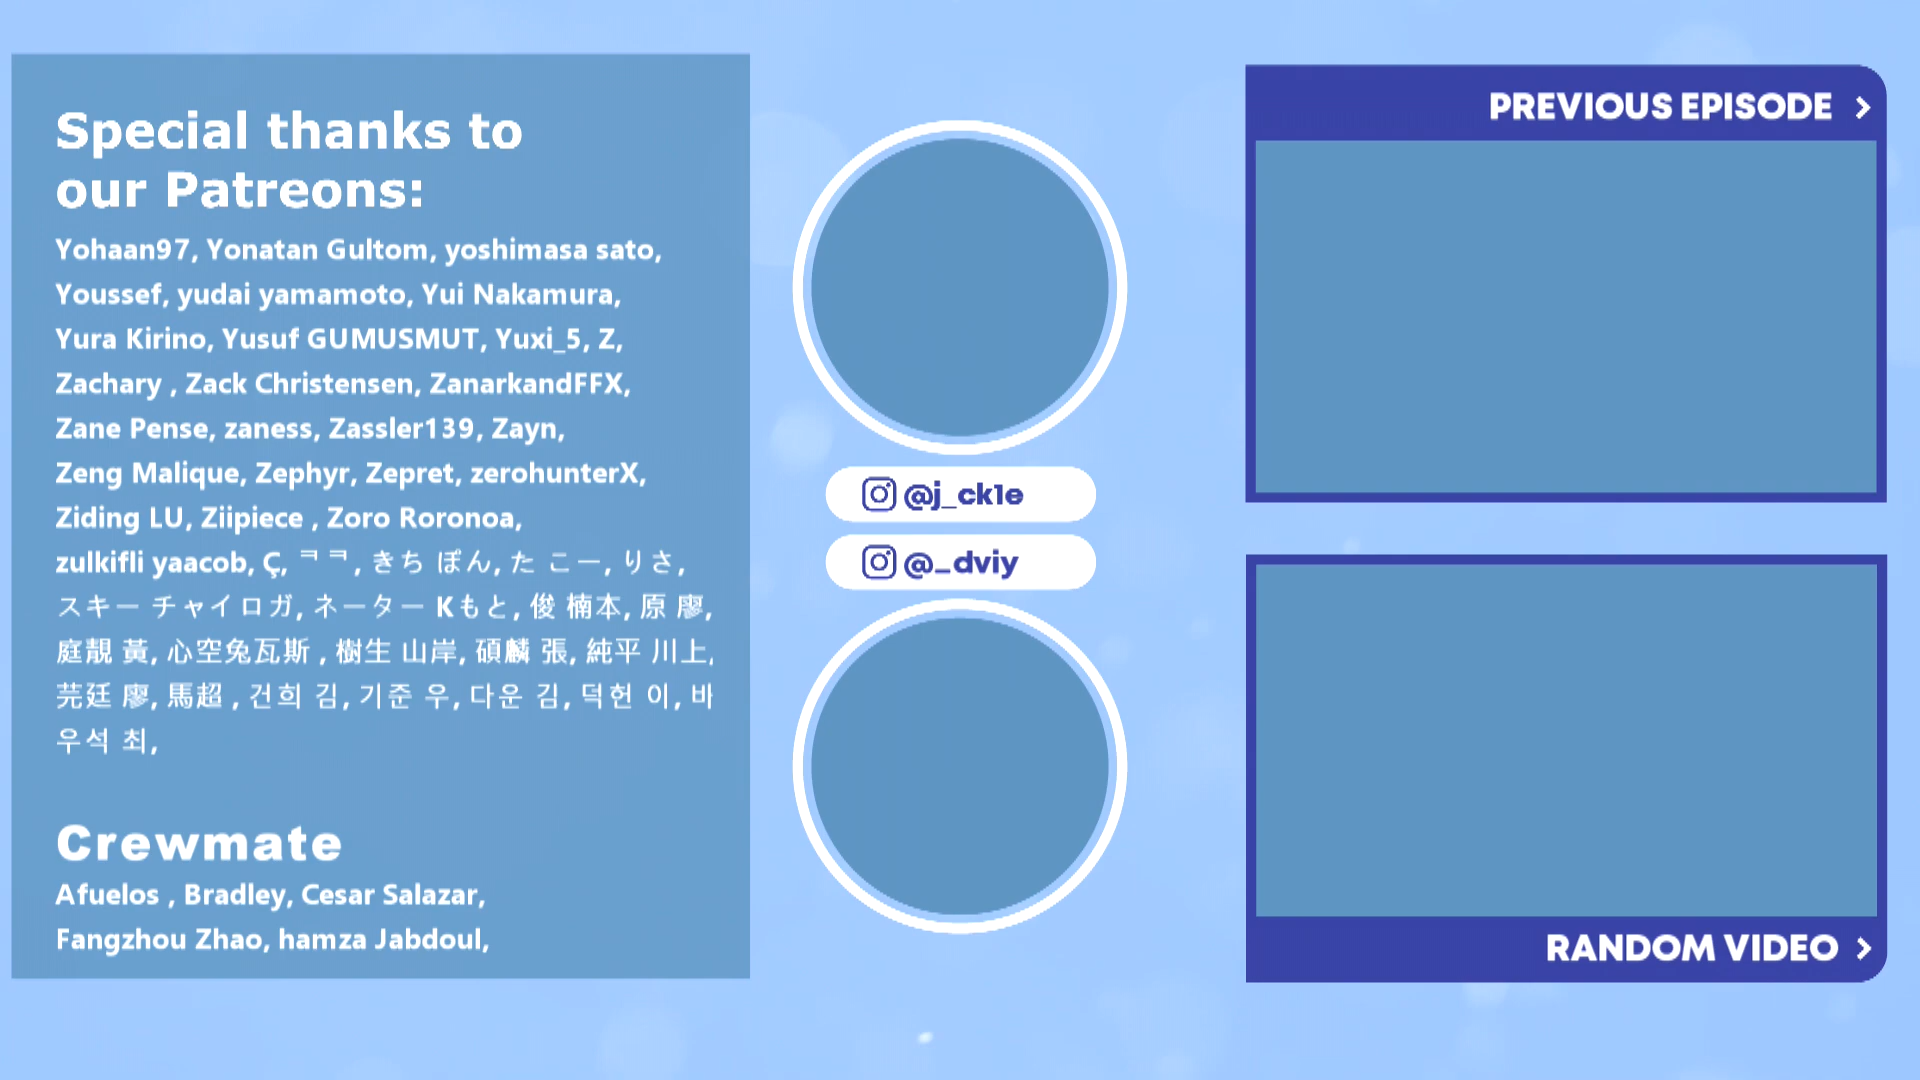 Special thanks to
our Patreons:
Yohaan97, Yonatan Gultom, yoshimasa sato,
Youssef, yudai yamamoto, Yui Nakamura,
Yura Kirino, Yusuf GUMUSMUT, Yuxi_5, Z,
Zachary , Zack Christensen, ZanarkandFFX,
Zane Pense, zaness, Zassler139, Zayn,
Zeng Malique, Zephyr, Zepret, zerohunterX,
Ziding LU, Ziipiece , Zoro Roronoa,
zulkifli yaacob, Ç, ᄏᄏ, きち ぽん, た こー, りさ,
スキー チャイロガ, ネーター Kもと, 俊 楠本, 原 廖,
庭靚 黃, 心空兔瓦斯 , 樹生 山岸, 碩麟 張, 純平 川上,
芫廷 廖, 馬超 , 건희 김, 기준 우, 다운 김, 덕헌 이, 바
우석 최,
Crewmate
Afuelos , Bradley, Cesar Salazar,
Fangzhou Zhao, hamza Jabdoul,
@j_ck1e
@_dviy
PREVIOUS EPISODE >
RANDOM VIDEO >